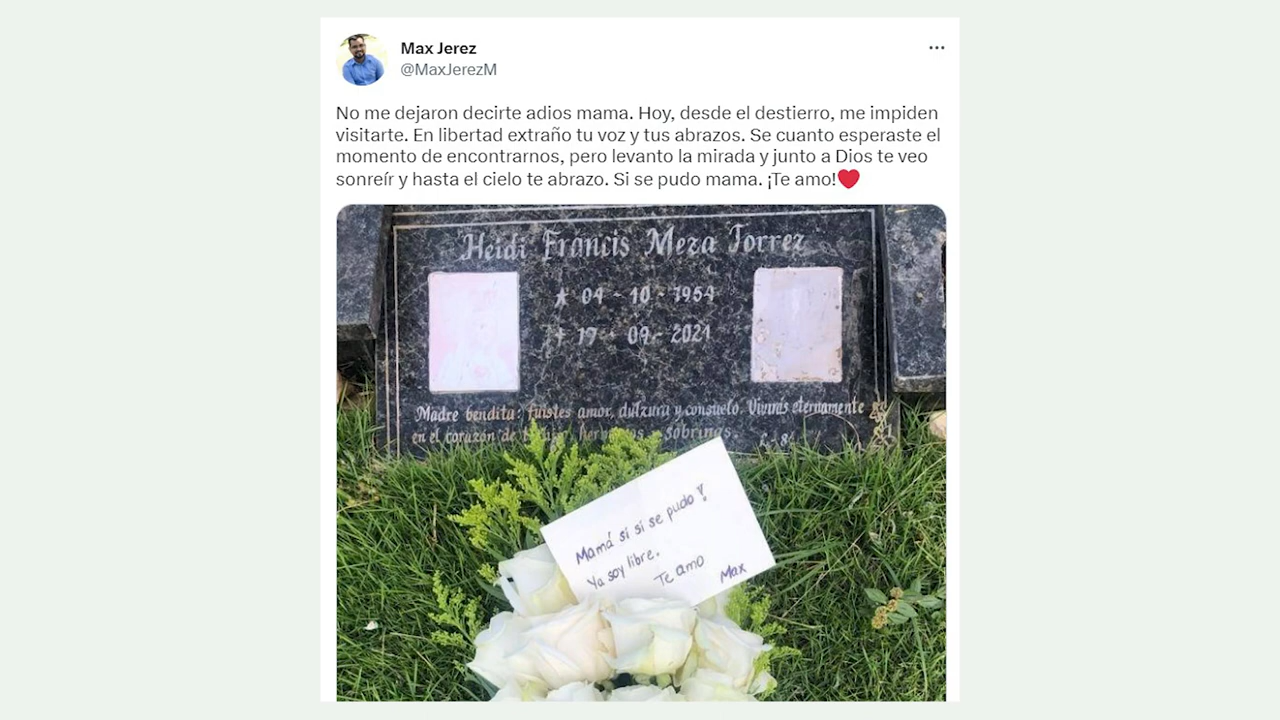 Max Jerez
@MaxJerezM
No me dejaron decirte adios mama. Hoy, desde el destierro, me impiden
visitarte. En libertad extraño tu voz y tus abrazos. Se cuanto esperaste el
momento de encontrarnos, pero levanto la mirada y junto a Dios te veo
sonreír y hasta el cielo te abrazo. Si se pudo mama. ¡Te amo!❤️
Heidi Francis Meza Torrez
04 - 10 - 1954
17 - 09 - 2021
Madre bendita: fuistes amor, dulzura y consuelo. Vivirás eternamente
en el corazón de
Mamá si si se pudo!
Ya soy libre.
Te amo
Max